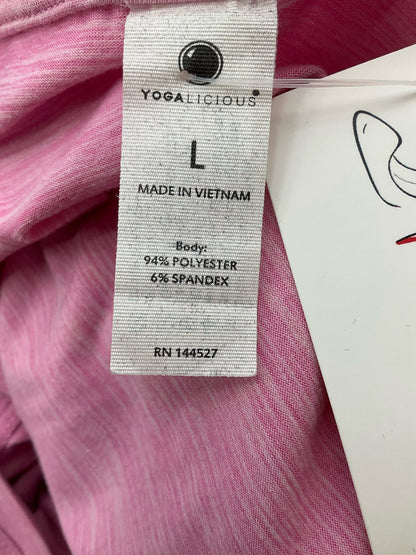 YOGALICIOUS®
L
MADE IN VIETNAM
Body:
94% POLYESTER
6% SPANDEX
RN 144527